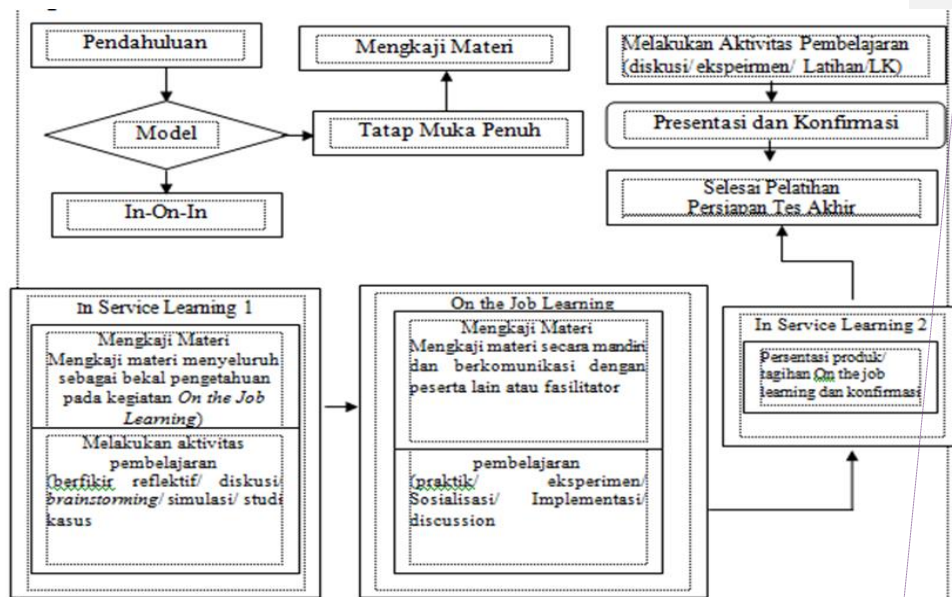 Pendahuluan
Model
In-On-In
Mengkaji Materi
Tatap Muka Penuh
Melakukan Aktivitas Pembelajaran
(diskusi/ ekspeirmen/ Latihan/LK)
Presentasi dan Konfirmasi
Selesai Pelatihan
Persiapan Tes Akhir
In Service Learning 1
Mengkaji Materi
Mengkaji materi menyeluruh
sebagai bekal pengetahuan
pada kegiatan On the Job
Learning)
Melakukan aktivitas
pembelajaran
(berfikir reflektif/ diskusi/
brainstorming/ simulasi/ studi
kasus
On the Job Learning
Mengkaji Materi
Mengkaji materi secara mandiri
dan berkomunikasi dengan
peserta lain atau fasilitator
pembelajaran
(praktik/ eksperimen/
Sosialisasi/ Implementasi/
discussion
In Service Learning 2
Persentasi produk/
tagihan On the job
learning dan konfirmasi